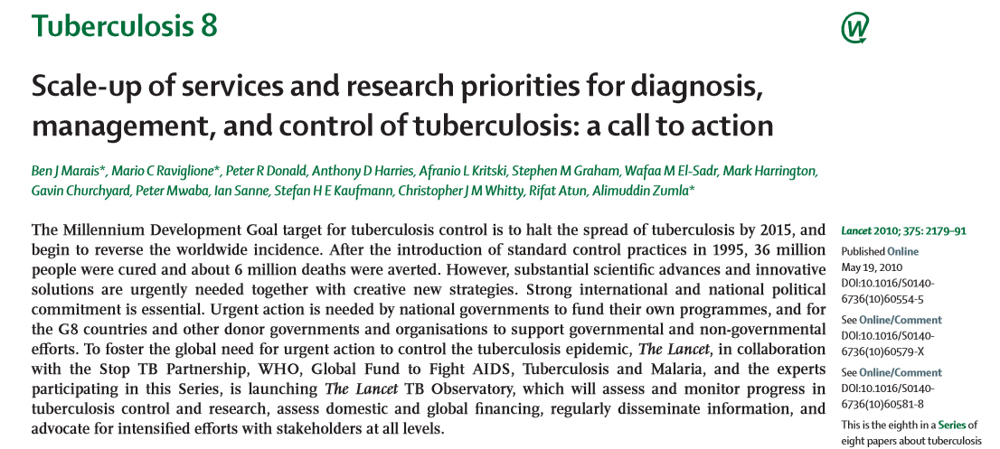 Tuberculosis 8
Scale-up of services and research priorities for diagnosis,
management, and control of tuberculosis: a call to action
Ben J Marais*, Mario C Raviglione*, Peter R Donald, Anthony D Harries, Afranio L Kritski, Stephen M Graham, Wafaa M El-Sadr, Mark Harrington,
Gavin Churchyard, Peter Mwaba, Ian Sanne, Stefan H E Kaufmann, Christopher J M Whitty, Rifat Atun, Alimuddin Zumla*
The Millennium Development Goal target for tuberculosis control is to halt the spread of tuberculosis by 2015, and
begin to reverse the worldwide incidence. After the introduction of standard control practices in 1995, 36 million
people were cured and about 6 million deaths were averted. However, substantial scientific advances and innovative
solutions are urgently needed together with creative new strategies. Strong international and national political
commitment is essential. Urgent action is needed by national governments to fund their own programmes, and for
the G8 countries and other donor governments and organisations to support governmental and non-governmental
efforts. To foster the global need for urgent action to control the tuberculosis epidemic, The Lancet, in collaboration
with the Stop TB Partnership, WHO, Global Fund to Fight AIDS, Tuberculosis and Malaria, and the experts
participating in this Series, is launching The Lancet TB Observatory, which will assess and monitor progress in
tuberculosis control and research, assess domestic and global financing, regularly disseminate information, and
advocate for intensified efforts with stakeholders at all levels.
W
Lancet 2010; 375: 2179–91
Published Online
May 19, 2010
DOI:10.1016/S0140-
6736(10)60554-5
See Online/Comment
DOI:10.1016/S0140-
6736(10)60579-X
See Online/Comment
DOI:10.1016/S0140-
6736(10)60581-8
This is the eighth in a Series of
eight papers about tuberculosis